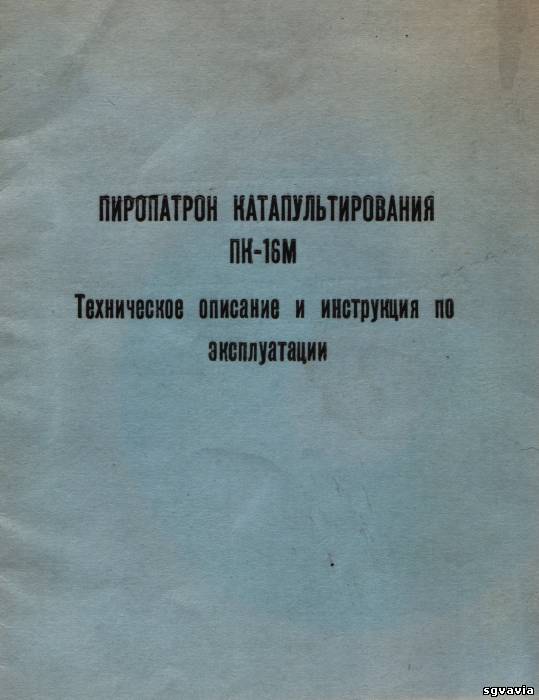 ПИРОПАТРОН КАТАПУЛЬТИРОВАНИЯ
ПК-16М
Техническое описание и инструкция по
эксплуатации
sgvavia